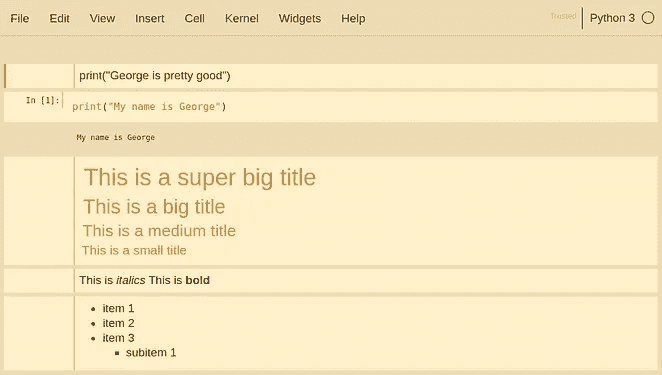 File Edit View Insert Cell Kernel Widgets Help Trusted Python 3
print("George is pretty good")
In [1]: print("My name is George")
My name is George
This is a super big title
This is a big title
This is a medium title
This is a small title
This is italics This is bold
item 1
item 2
item 3
subitem 1